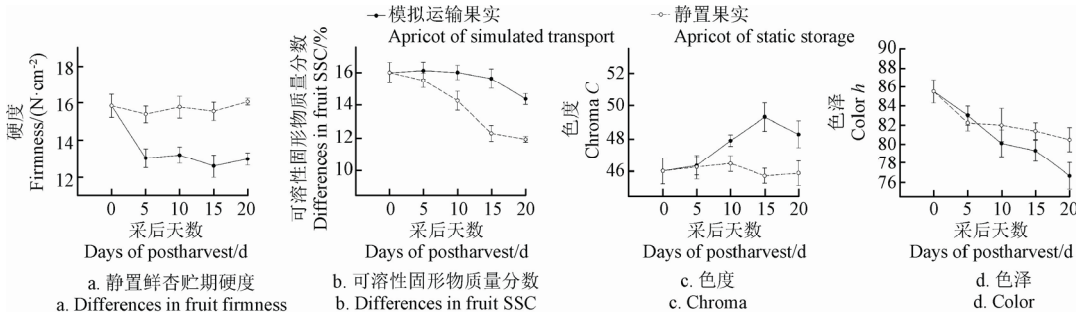 模拟运输果实
Apricot of simulated transport
静置果实
Apricot of static storage
硬度
Firmness/(N·cm⁻²)
18
16
14
12
0 5 10 15 20
采后天数
Days of postharvest/d
a. 静置鲜杏贮期硬度
a. Differences in fruit firmness
可溶性固形物质量分数
Differences in fruit SSC/%
16
14
12
10
0 5 10 15 20
采后天数
Days of postharvest/d
b. 可溶性固形物质量分数
b. Differences in fruit SSC
色度
Chroma C
52
50
48
46
0 5 10 15 20
采后天数
Days of postharvest/d
c. 色度
c. Chroma
色泽
Color h
90
88
86
84
82
80
78
76
0 5 10 15 20
采后天数
Days of postharvest/d
d. 色泽
d. Color